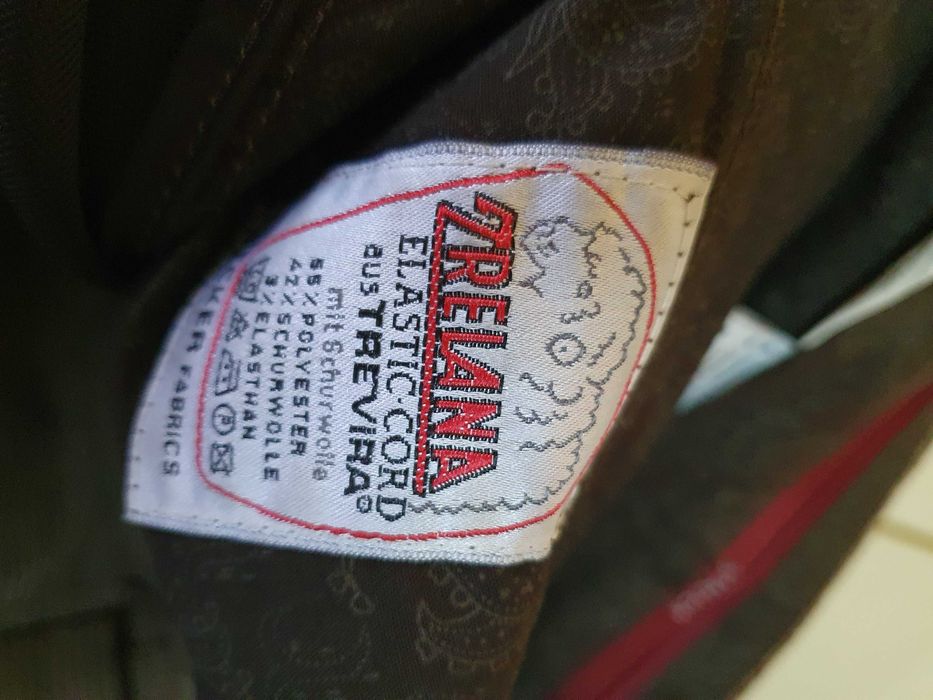 TRELANA
ELASTIC·CORD
aus TREVIRA®
mit Schurwolle
55% POLYESTER
42% SCHURWOLLE
3% ELASTHAN
FABRICS